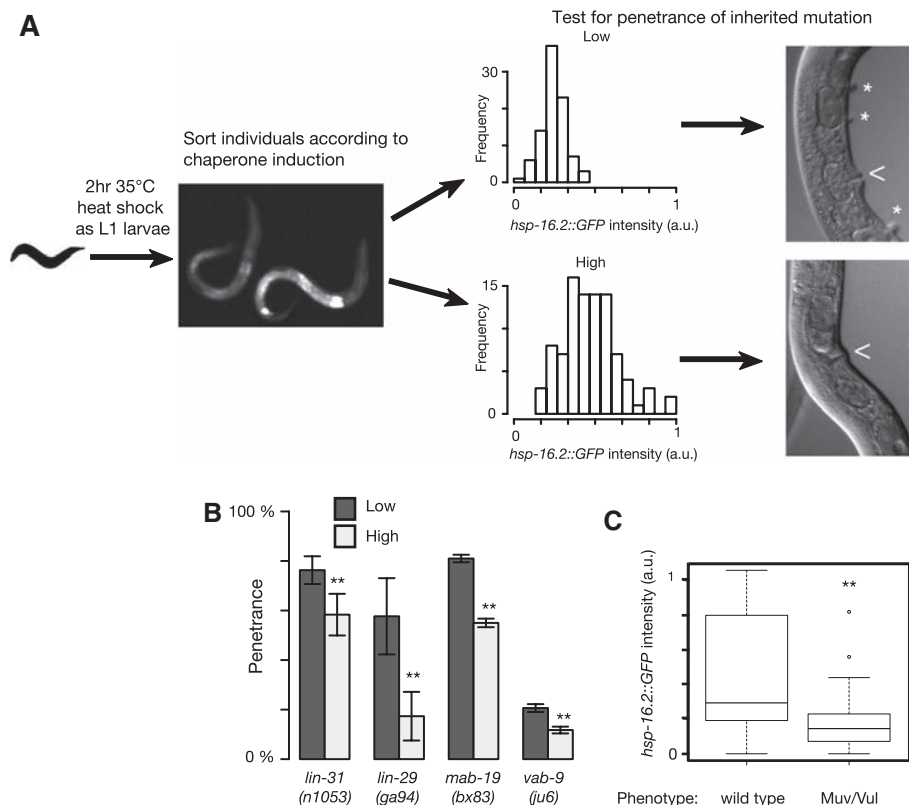 A
Test for penetrance of inherited mutation
Low
30
Frequency
0
0
1
hsp-16.2::GFP intensity (a.u.)
*
*
<
*
Sort individuals according to
chaperone induction
2hr 35°C
heat shock
as L1 larvae
High
15
Frequency
0
0
1
hsp-16.2::GFP intensity (a.u.)
<
B
100 %
Penetrance
0 %
Low
High
**
**
**
**
lin-31
(n1053)
lin-29
(ga94)
mab-19
(bx83)
vab-9
(ju6)
C
hsp-16.2::GFP intensity (a.u.)
1
0
**
Phenotype: wild type Muv/Vul